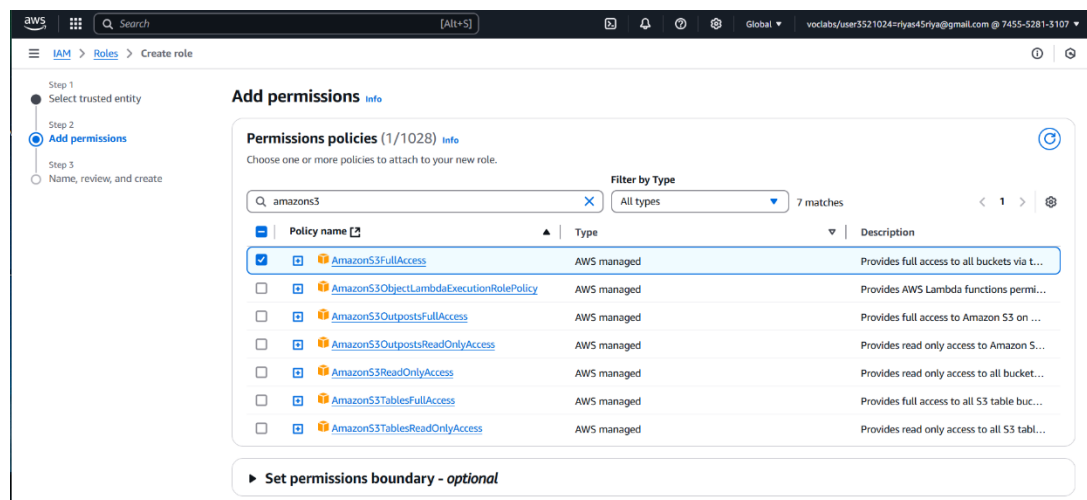 aws Search [Alt+S] Global voclabs/user3521024=riyas45riya@gmail.com @ 7455-5281-3107
IAM > Roles > Create role
Step 1
Select trusted entity
Step 2
Add permissions
Step 3
Name, review, and create
Add permissions Info
Permissions policies (1/1028) Info
Choose one or more policies to attach to your new role.
Filter by Type
amazons3 All types 7 matches 1
Policy name Type Description
AmazonS3FullAccess AWS managed Provides full access to all buckets via t...
AmazonS3ObjectLambdaExecutionRolePolicy AWS managed Provides AWS Lambda functions permi...
AmazonS3OutpostsFullAccess AWS managed Provides full access to Amazon S3 on ...
AmazonS3OutpostsReadOnlyAccess AWS managed Provides read only access to Amazon S...
AmazonS3ReadOnlyAccess AWS managed Provides read only access to all bucket...
AmazonS3TablesFullAccess AWS managed Provides full access to all S3 table buc...
AmazonS3TablesReadOnlyAccess AWS managed Provides read only access to all S3 tabl...
Set permissions boundary - optional